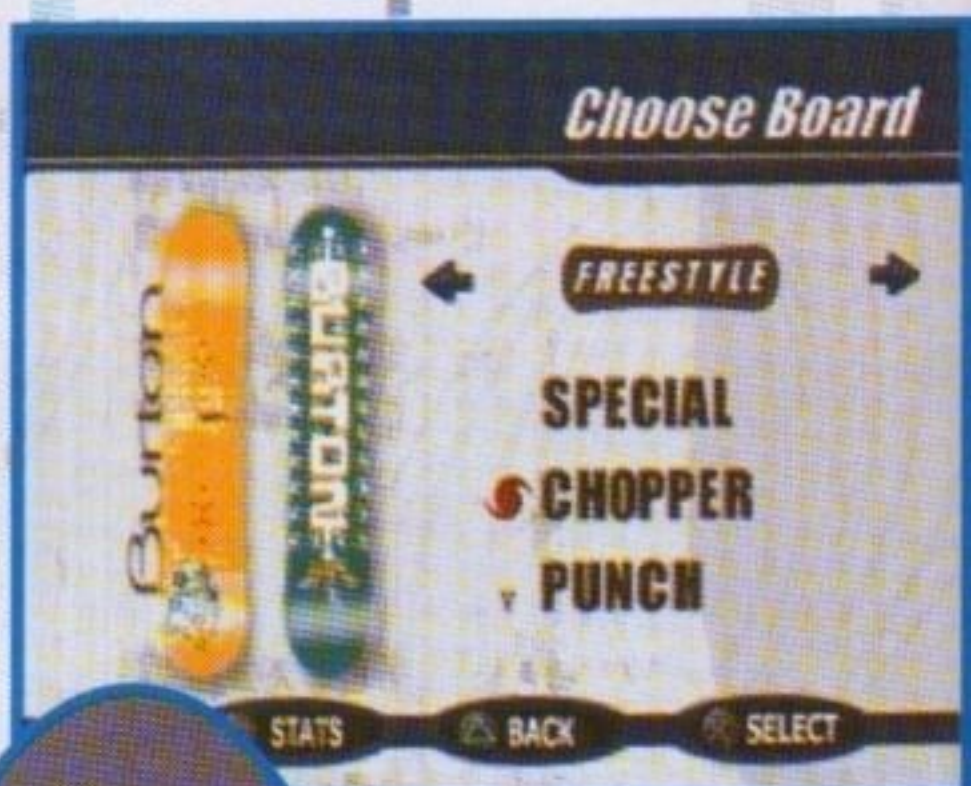 Choose Board
Burton
BURTON
FREESTYLE
SPECIAL
CHOPPER
PUNCH
STATS
BACK
SELECT